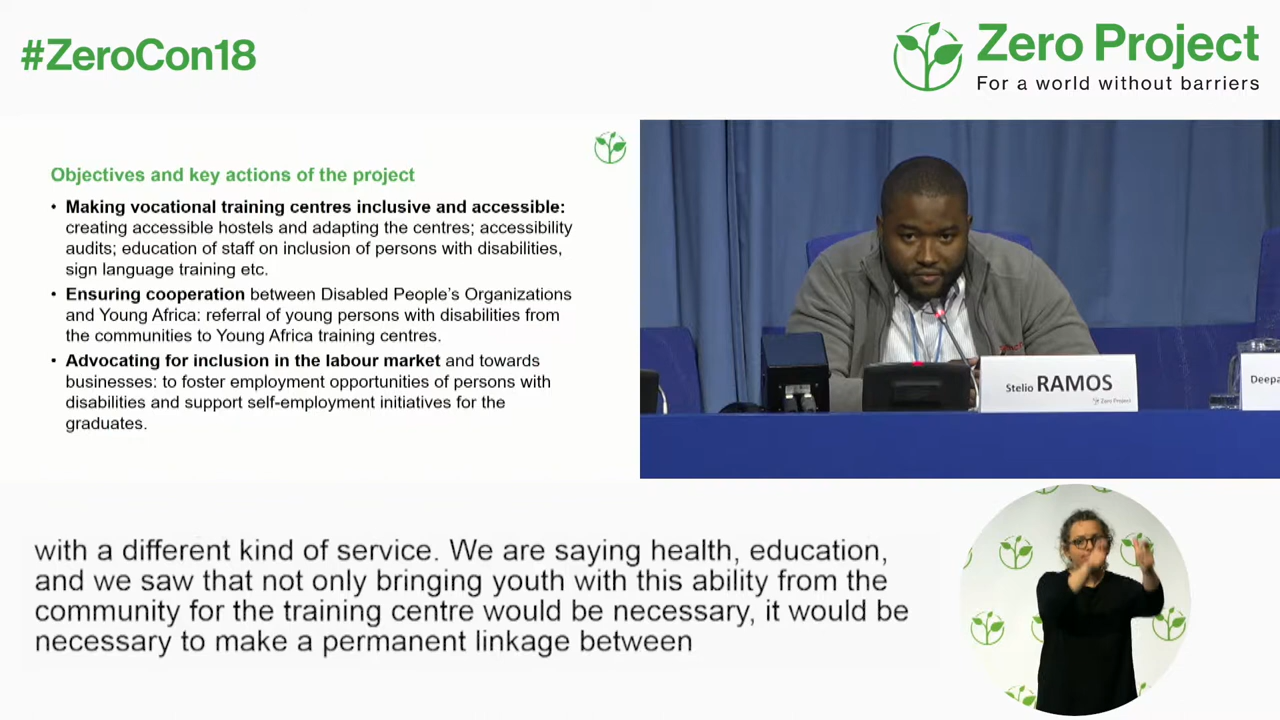 #ZeroCon18
Zero Project
For a world without barriers
Objectives and key actions of the project
• Making vocational training centres inclusive and accessible:
creating accessible hostels and adapting the centres; accessibility
audits; education of staff on inclusion of persons with disabilities,
sign language training etc.
• Ensuring cooperation between Disabled People's Organizations
and Young Africa: referral of young persons with disabilities from
the communities to Young Africa training centres.
• Advocating for inclusion in the labour market and towards
businesses: to foster employment opportunities of persons with
disabilities and support self-employment initiatives for the
graduates.
Stelio RAMOS
Zero Project
Deepa
with a different kind of service. We are saying health, education,
and we saw that not only bringing youth with this ability from the
community for the training centre would be necessary, it would be
necessary to make a permanent linkage between